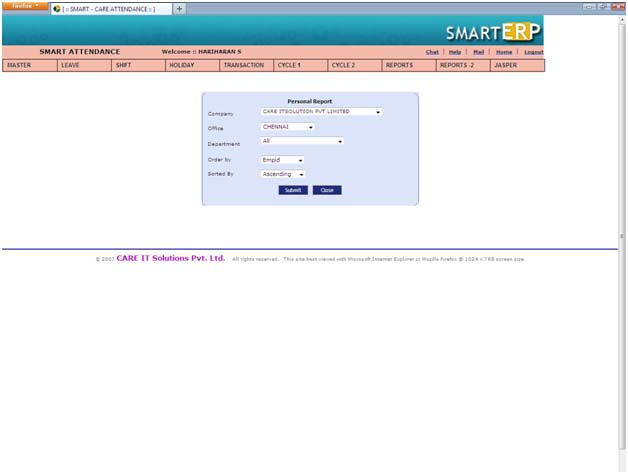 Firefox
[ :: SMART - CARE ATTENDANCE :: ]
SMARTERP
SMART ATTENDANCE Welcome :: HARIHARAN S Chat | Help | Mail | Home | Logout
MASTER LEAVE SHIFT HOLIDAY TRANSACTION CYCLE 1 CYCLE 2 REPORTS REPORTS -2 JASPER
Personal Report
Company CARE ITSOLUTION PVT LIMITED
Office CHENNAI
Department All
Order by Empid
Sorted By Ascending
Submit Close
© 2007 CARE IT Solutions Pvt. Ltd. All rights reserved. This site best viewed with Microsoft Internet Explorer or Mozilla Firefox @ 1024 x 768 screen size.